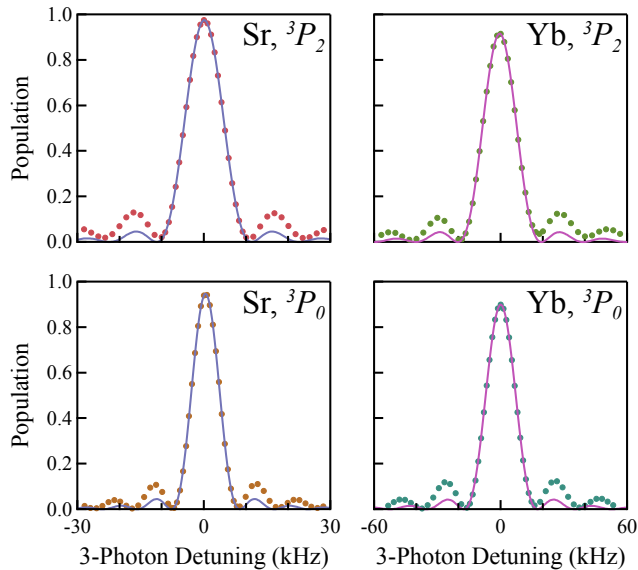 Sr, ³P₂
Yb, ³P₂
Population
1.0
0.8
0.6
0.4
0.2
0.0
Sr, ³P₀
Yb, ³P₀
Population
1.0
0.8
0.6
0.4
0.2
0.0
-30 0 30
-60 0 60
3-Photon Detuning (kHz)
3-Photon Detuning (kHz)